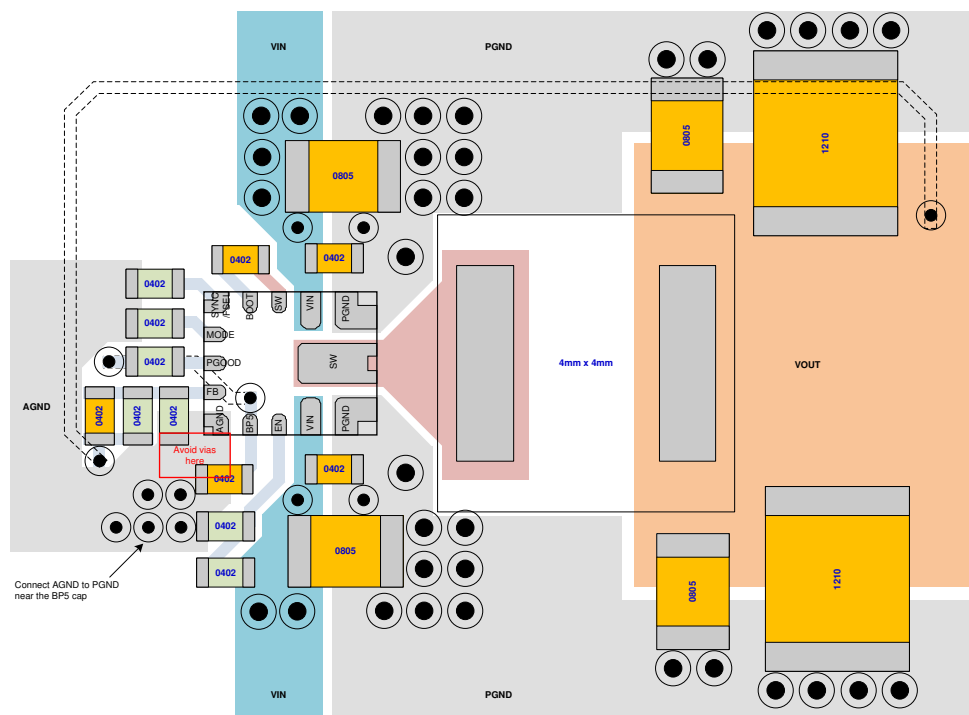 VIN
PGND
1210
0805
0805
0402
0402
0402
SYNC
/PSEL
BOOT
SW
VIN
PGND
0402
MODE
0402
PGOOD
SW
4mm x 4mm
VOUT
FB
AGND
0402
0402
0402
AGND
BP5
EN
VIN
PGND
Avoid vias
here
0402
0402
0402
0805
0402
Connect AGND to PGND
near the BP5 cap
0805
1210
VIN
PGND